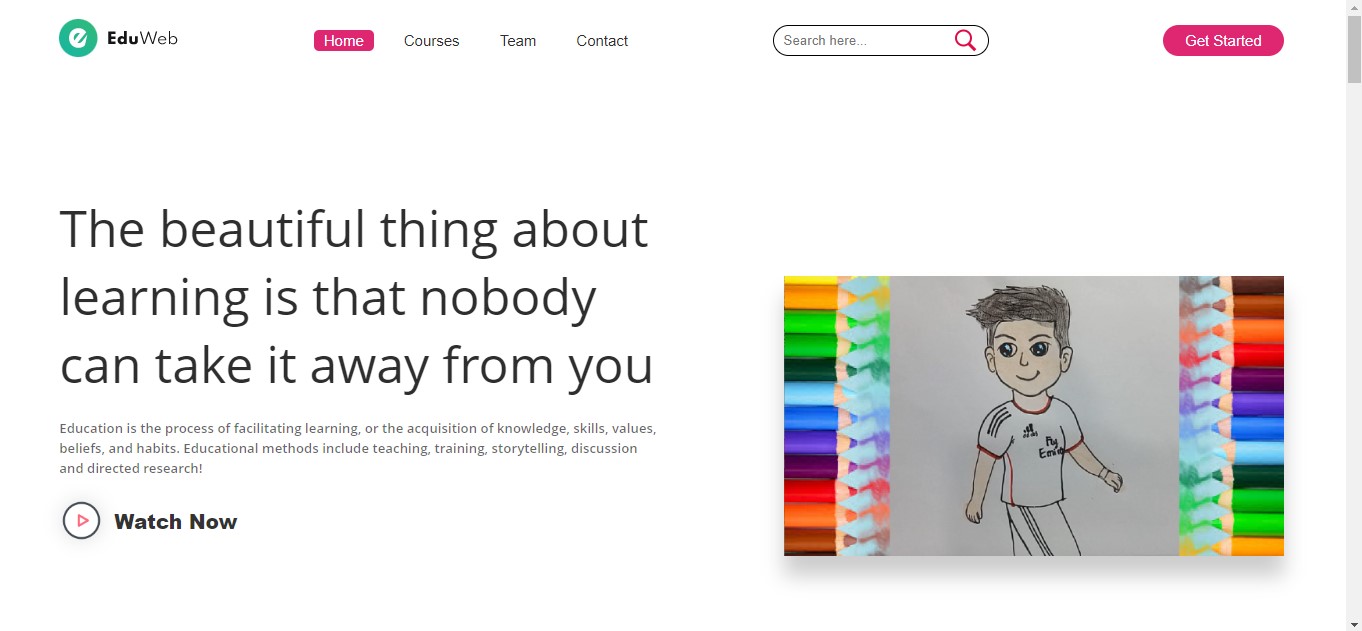 EduWeb
Home
Courses
Team
Contact
Search here...
Get Started
The beautiful thing about
learning is that nobody
can take it away from you
Education is the process of facilitating learning, or the acquisition of knowledge, skills, values,
beliefs, and habits. Educational methods include teaching, training, storytelling, discussion
and directed research!
Watch Now
Fly